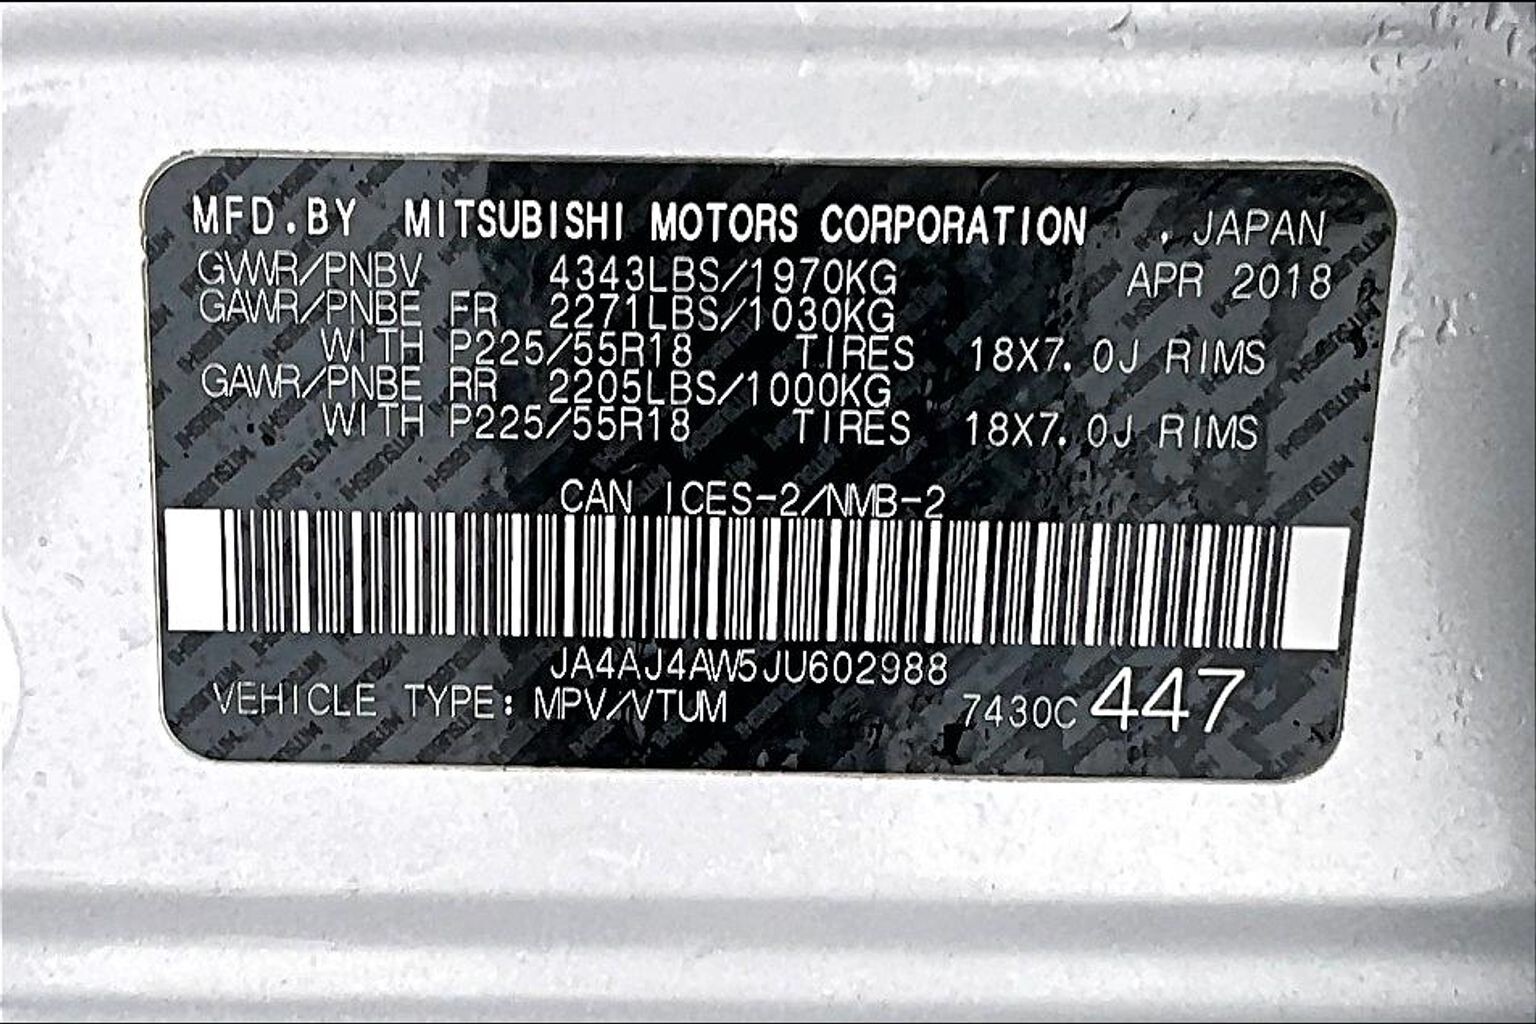 MFD.BY MITSUBISHI MOTORS CORPORATION , JAPAN
GVWR/PNBV 4343LBS/1970KG APR 2018
GAWR/PNBE FR 2271LBS/1030KG
WITH P225/55R18 TIRES 18X7.0J RIMS
GAWR/PNBE RR 2205LBS/1000KG
WITH P225/55R18 TIRES 18X7.0J RIMS
CAN ICES-2/NMB-2
JA4AJ4AW5JU602988
VEHICLE TYPE: MPV/VTUM 7430C 447